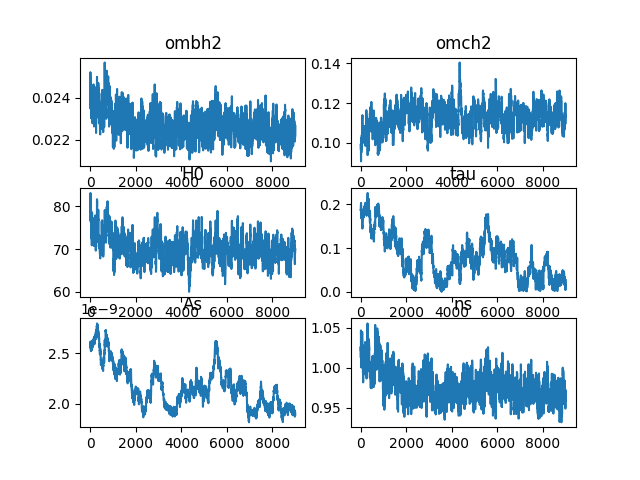 ombh2 omch2
0.024 0.022 0 2000 4000 6000 8000
0.14 0.12 0.10 0 2000 4000 6000 8000
H0 tau
80 70 60 0 2000 4000 6000 8000
0.2 0.1 0.0 0 2000 4000 6000 8000
1e−9 As ns
2.5 2.0 0 2000 4000 6000 8000
1.05 1.00 0.95 0 2000 4000 6000 8000